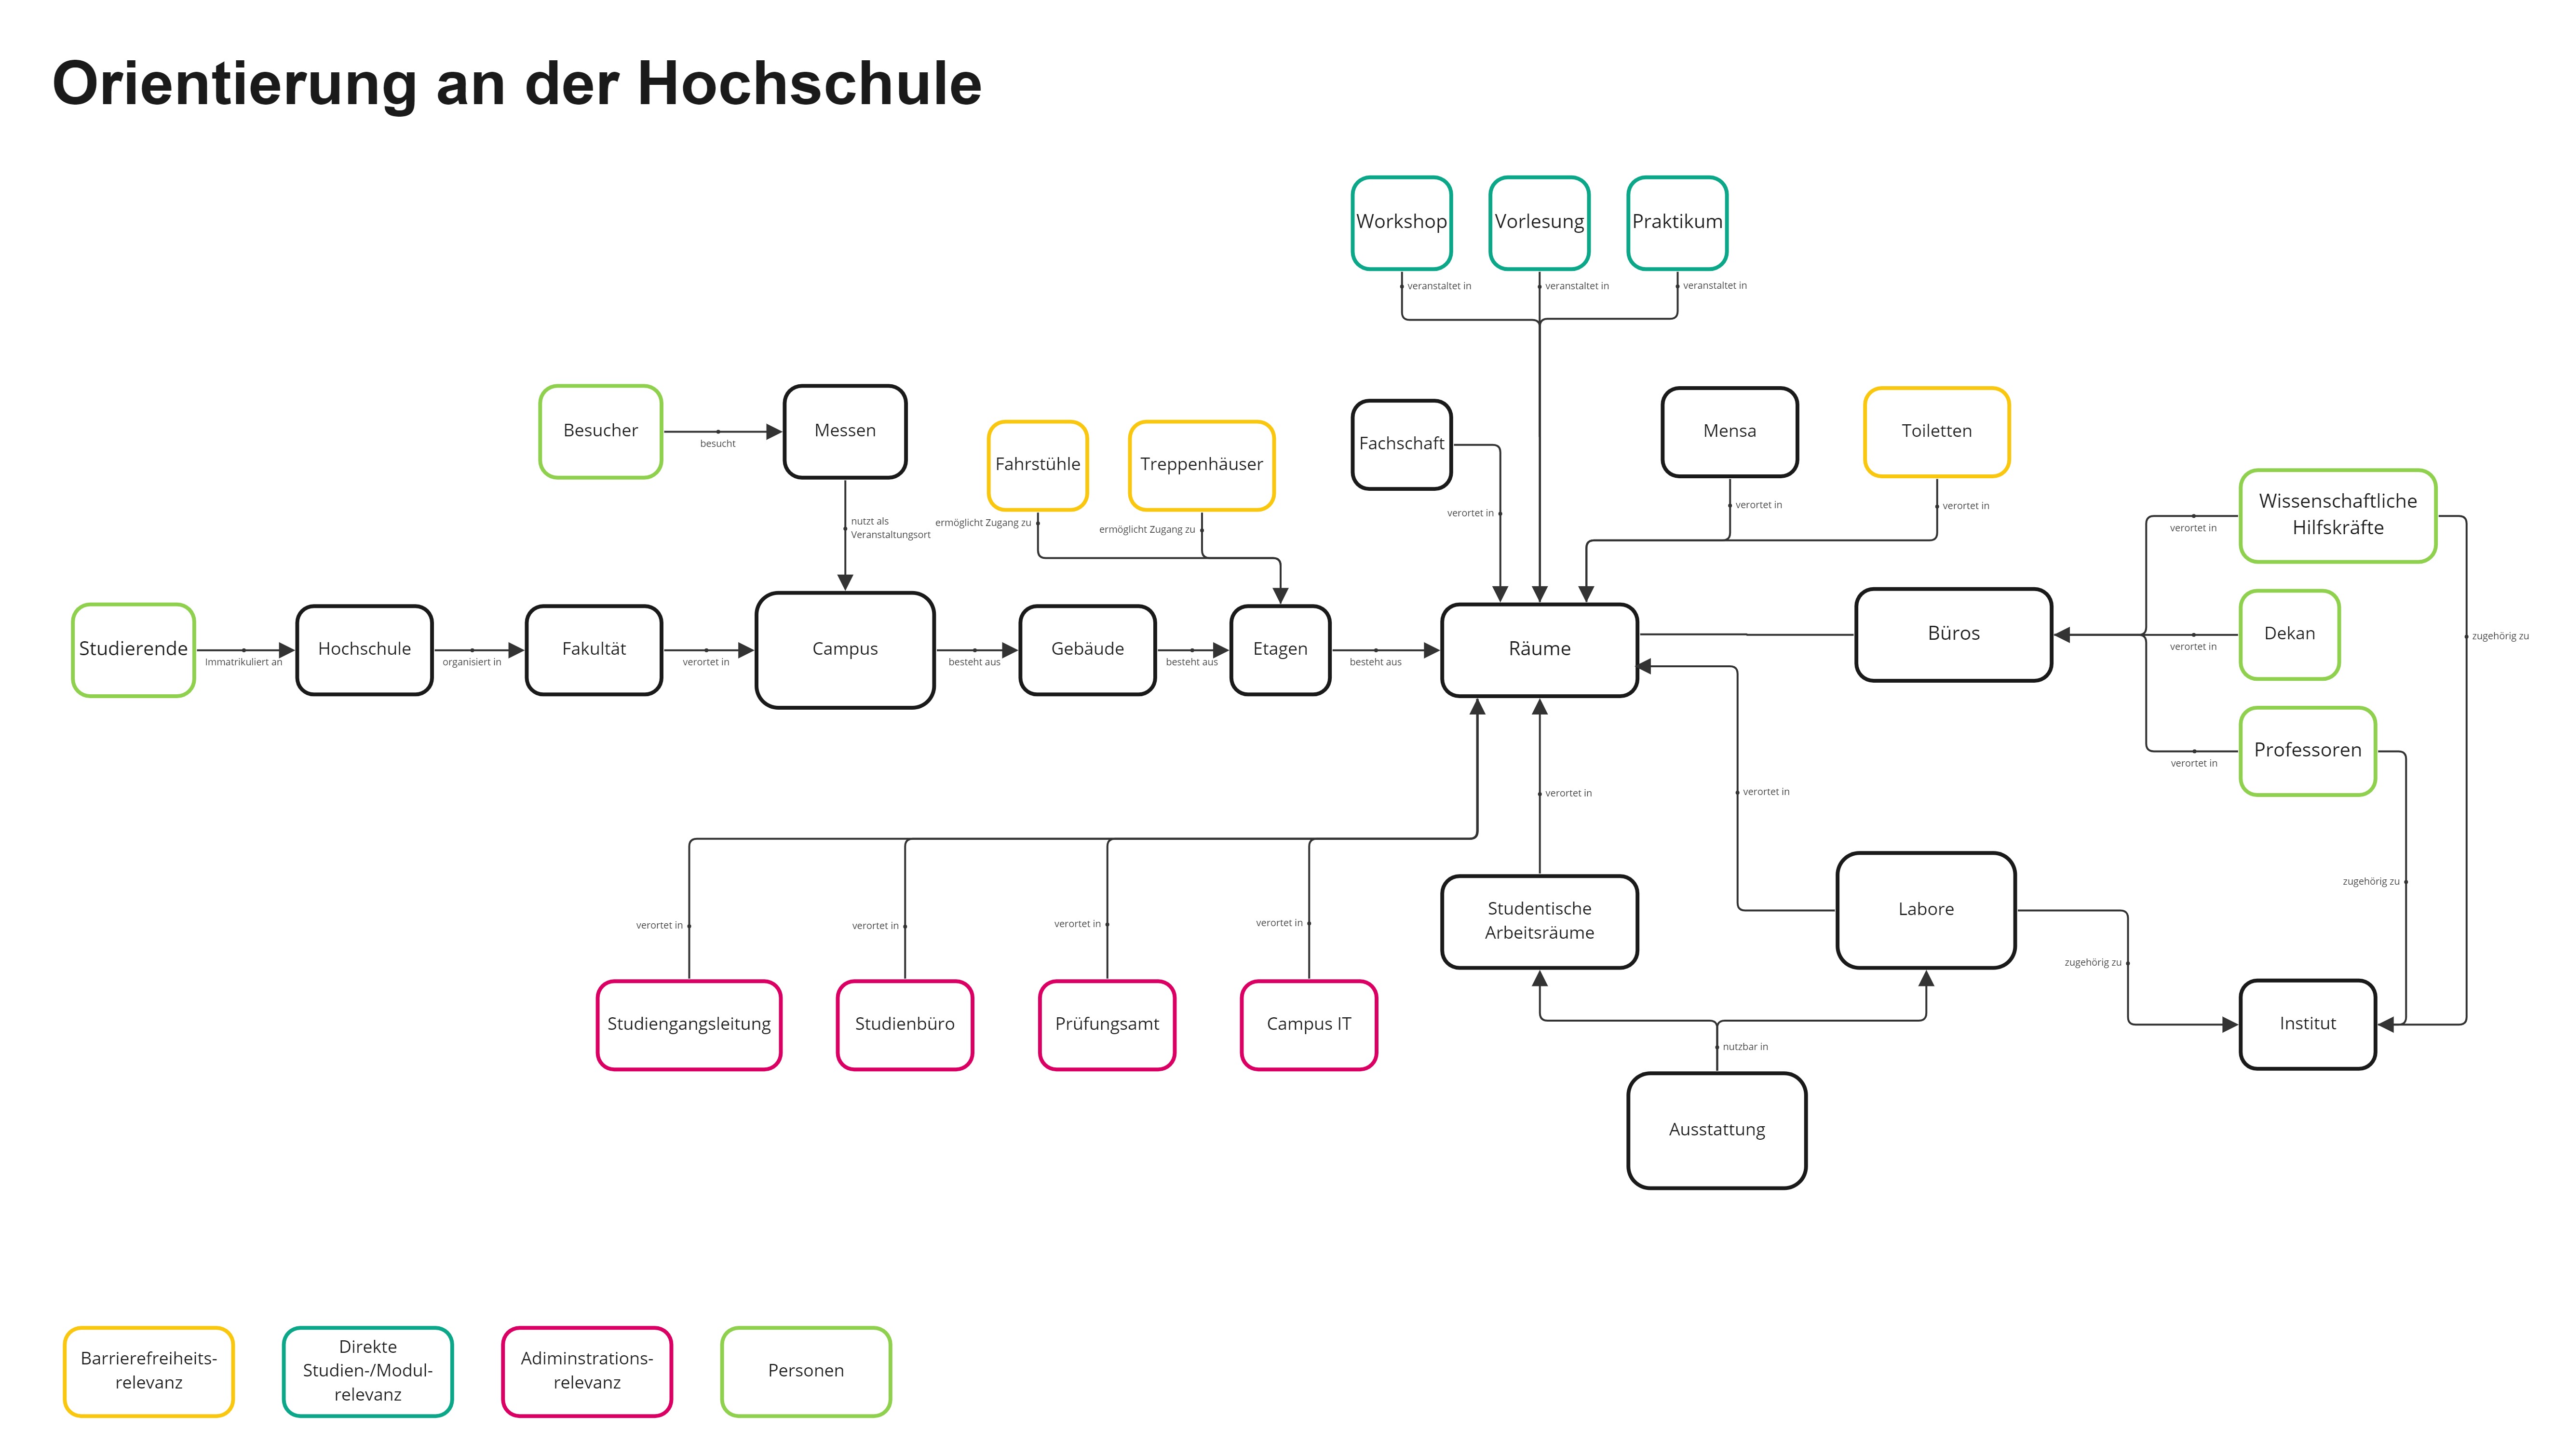 Orientierung an der Hochschule
Workshop
Vorlesung
Praktikum
veranstaltet in
veranstaltet in
veranstaltet in
Besucher
besucht
Messen
Fahrstühle
Treppenhäuser
Fachschaft
Mensa
Toiletten
nutzt als
Veranstaltungsort
ermöglicht Zugang zu
ermöglicht Zugang zu
verortet in
verortet in
verortet in
Wissenschaftliche
Hilfskräfte
verortet in
Studierende
Immatrikuliert an
Hochschule
organisiert in
Fakultät
verortet in
Campus
besteht aus
Gebäude
besteht aus
Etagen
besteht aus
Räume
Büros
Dekan
verortet in
zugehörig zu
Professoren
verortet in
verortet in
verortet in
zugehörig zu
verortet in
verortet in
verortet in
verortet in
Studentische
Arbeitsräume
Labore
zugehörig zu
Studiengangsleitung
Studienbüro
Prüfungsamt
Campus IT
Institut
nutzbar in
Ausstattung
Barrierefreiheits-
relevanz
Direkte
Studien-/Modul-
relevanz
Adiminstrations-
relevanz
Personen